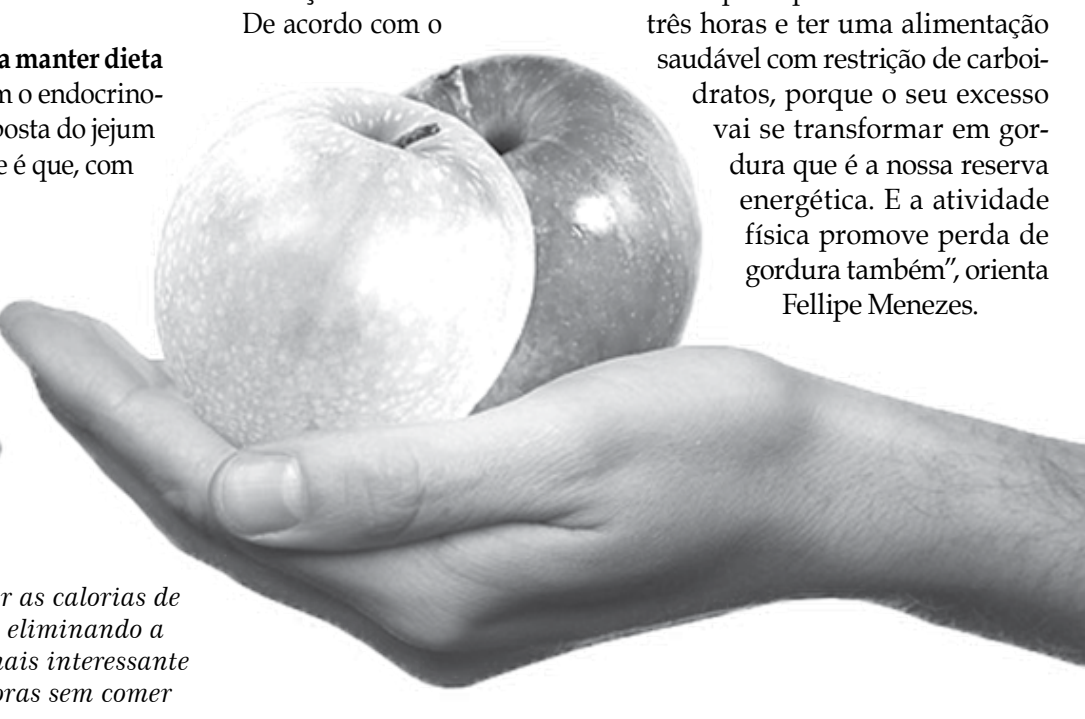 De acordo com o
a manter dieta
m o endocrino-
posta do jejum
e é que, com
r as calorias de
eliminando a
mais interessante
oras sem comer
três horas e ter uma alimentação
saudável com restrição de carboi-
dratos, porque o seu excesso
vai se transformar em gor-
dura que é a nossa reserva
energética. E a atividade
física promove perda de
gordura também”, orienta
Fellipe Menezes.